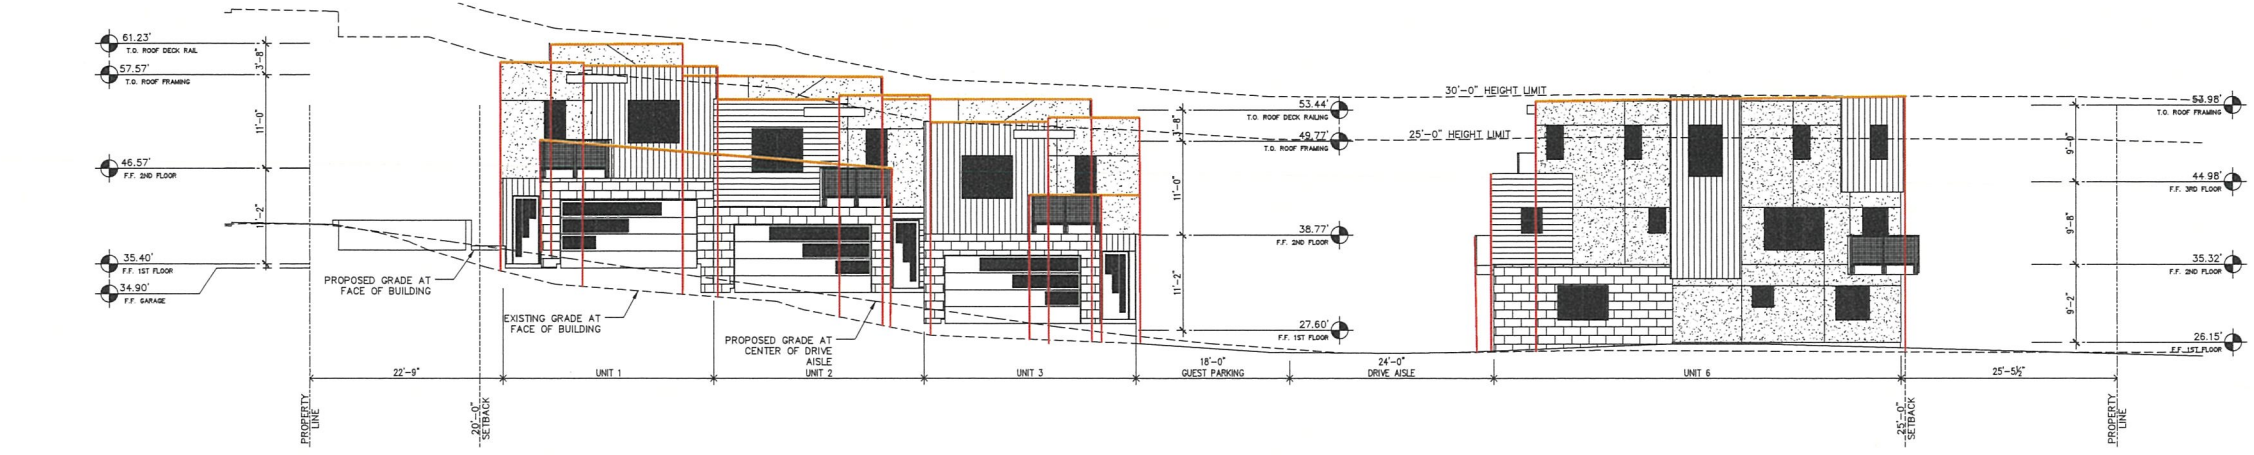 61.23'
T.O. ROOF DECK RAIL
57.57'
T.O. ROOF FRAMING
46.57'
F.F. 2ND FLOOR
35.40'
F.F. 1ST FLOOR
34.90'
F.F. GARAGE
3'-8"
11'-0"
11'-2"
PROPOSED GRADE AT
FACE OF BUILDING
EXISTING GRADE AT
FACE OF BUILDING
PROPOSED GRADE AT
CENTER OF DRIVE
AISLE
53.44'
T.O. ROOF DECK RAILING
49.77'
T.O. ROOF FRAMING
38.77'
F.F. 2ND FLOOR
27.60'
F.F. 1ST FLOOR
3'-8"
11'-0"
11'-2"
30'-0" HEIGHT LIMIT
25'-0" HEIGHT LIMIT
53.98'
T.O. ROOF FRAMING
44.98'
F.F. 3RD FLOOR
35.32'
F.F. 2ND FLOOR
26.15'
F.F. 1ST FLOOR
9'-0"
9'-8"
9'-2"
22'-9"
UNIT 1
UNIT 2
UNIT 3
18'-0"
GUEST PARKING
24'-0"
DRIVE AISLE
UNIT 6
25'-5½"
PROPERTY
LINE
20'-0"
SETBACK
25'-0"
SETBACK
PROPERTY
LINE